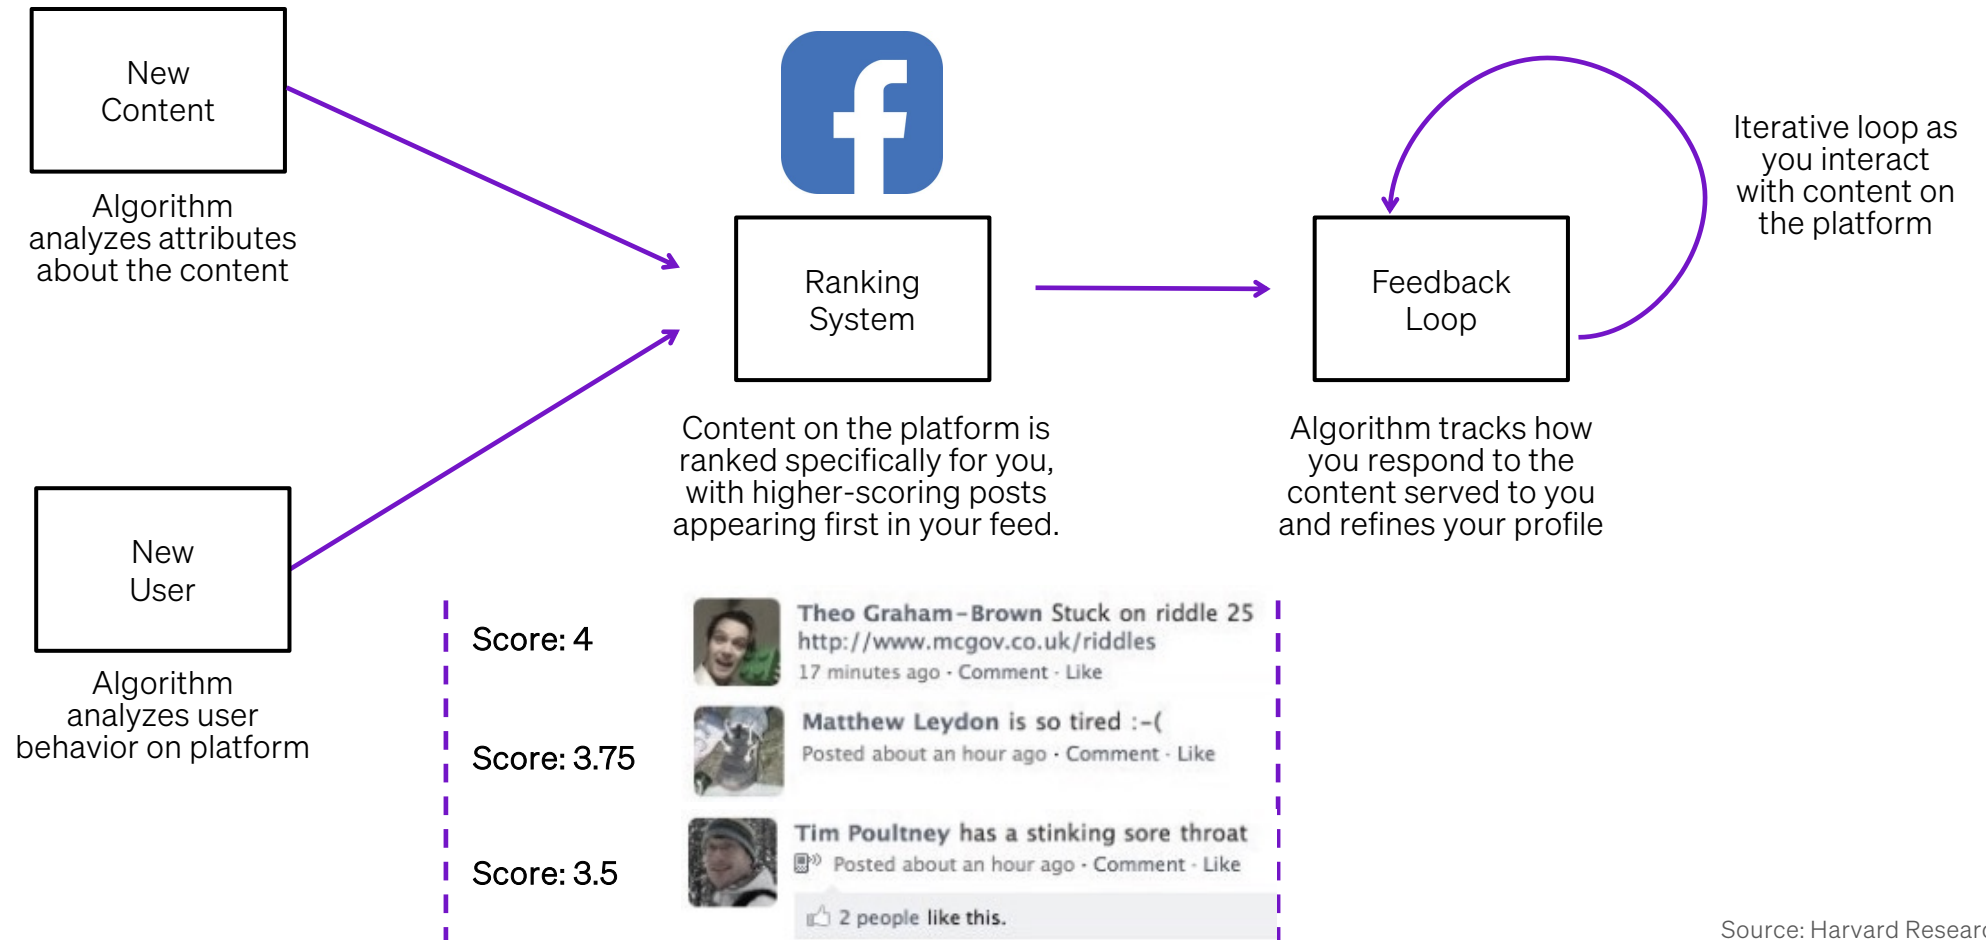 New
Content
Algorithm
analyzes attributes
about the content
New
User
Algorithm
analyzes user
behavior on platform
Ranking
System
Content on the platform is
ranked specifically for you,
with higher-scoring posts
appearing first in your feed.
Feedback
Loop
Algorithm tracks how
you respond to the
content served to you
and refines your profile
Iterative loop as
you interact
with content on
the platform
Score: 4
Theo Graham-Brown Stuck on riddle 25
http://www.mcgov.co.uk/riddles
17 minutes ago · Comment · Like
Score: 3.75
Matthew Leydon is so tired :-(
Posted about an hour ago · Comment · Like
Score: 3.5
Tim Poultney has a stinking sore throat
Posted about an hour ago · Comment · Like
2 people like this.
Source: Harvard Researc